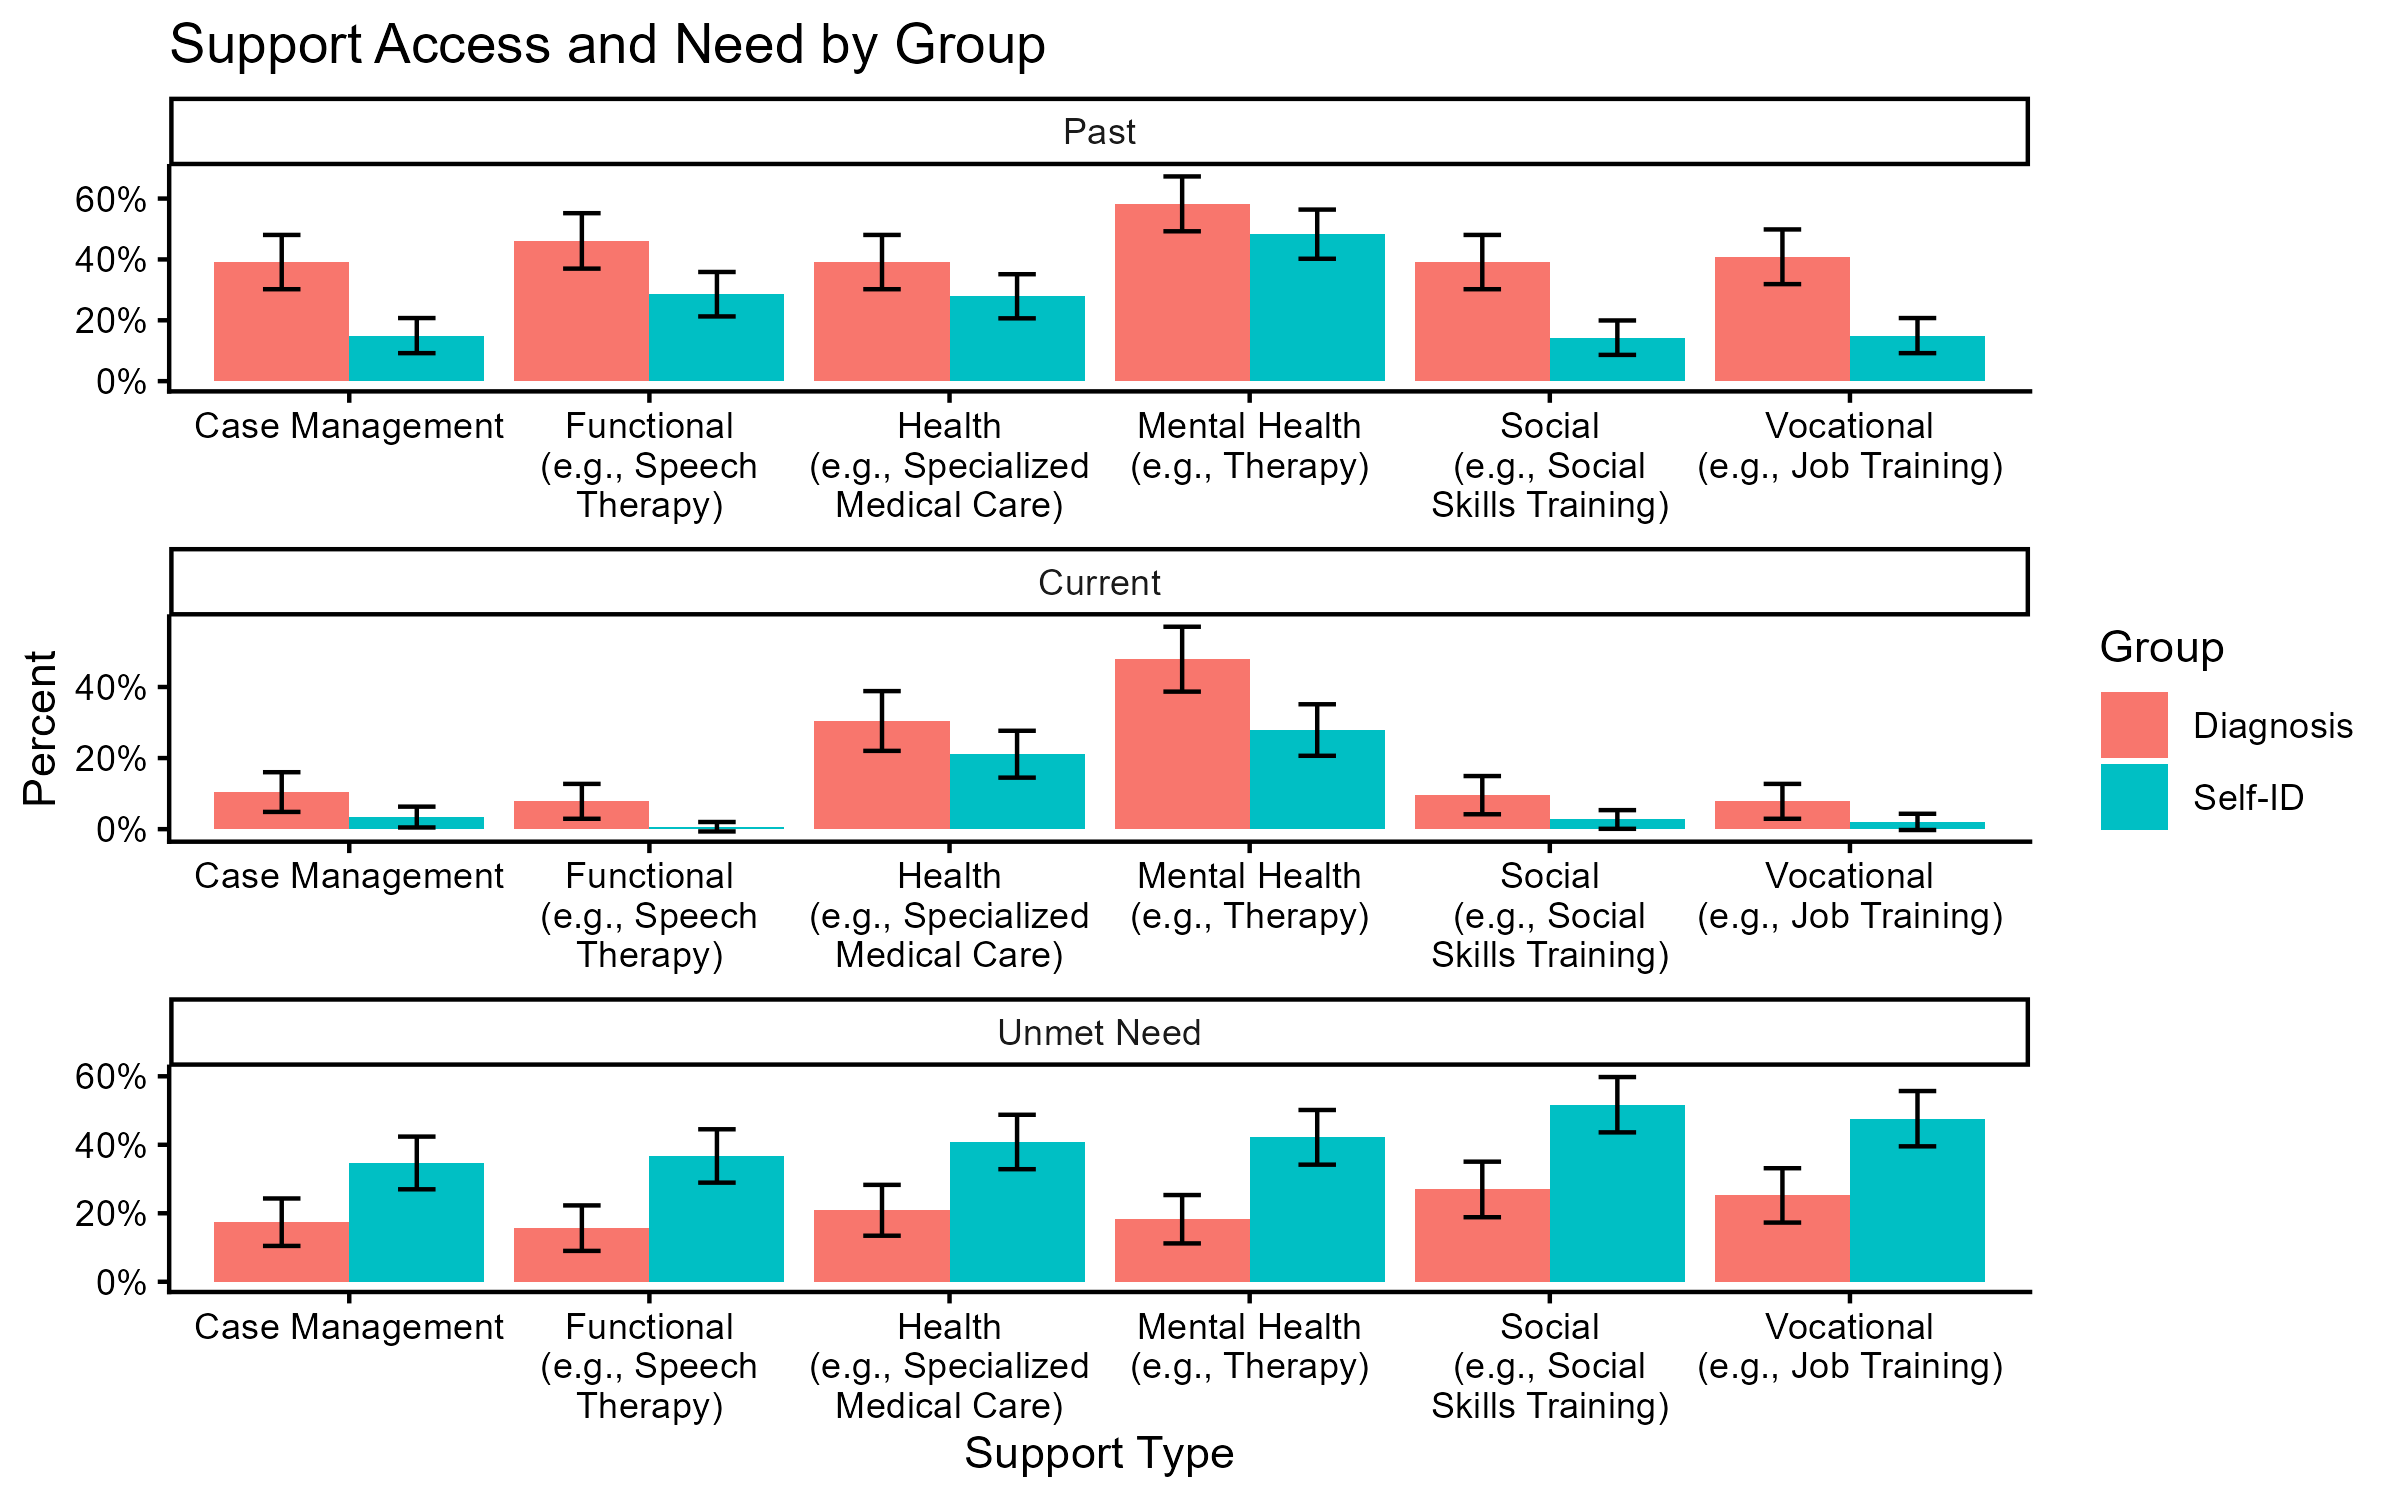 Support Access and Need by Group
Past
60%
40%
20%
0%
Case Management
Functional
(e.g., Speech
Therapy)
Health
(e.g., Specialized
Medical Care)
Mental Health
(e.g., Therapy)
Social
(e.g., Social
Skills Training)
Vocational
(e.g., Job Training)
Current
40%
20%
0%
Case Management
Functional
(e.g., Speech
Therapy)
Health
(e.g., Specialized
Medical Care)
Mental Health
(e.g., Therapy)
Social
(e.g., Social
Skills Training)
Vocational
(e.g., Job Training)
Unmet Need
60%
40%
20%
0%
Case Management
Functional
(e.g., Speech
Therapy)
Health
(e.g., Specialized
Medical Care)
Mental Health
(e.g., Therapy)
Social
(e.g., Social
Skills Training)
Vocational
(e.g., Job Training)
Support Type
Percent
Group
Diagnosis
Self-ID